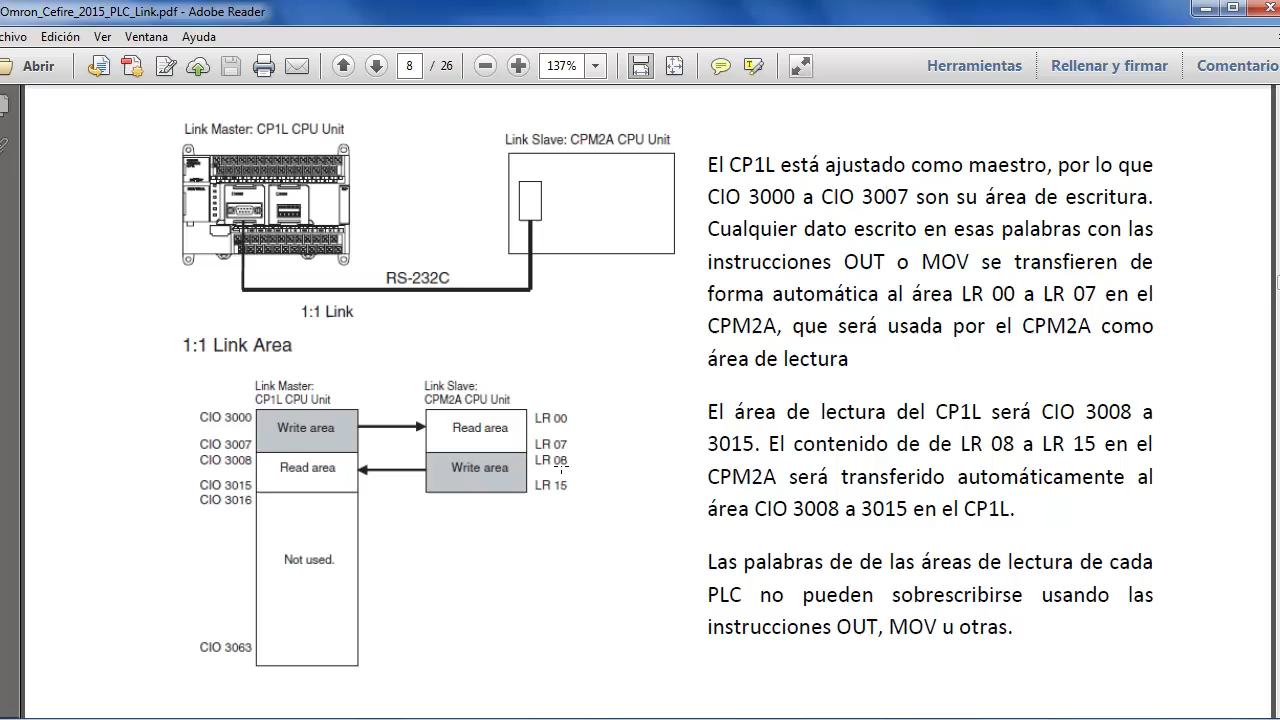 Omron_Cefire_2015_PLC_Link.pdf - Adobe Reader
chivo Edición Ver Ventana Ayuda
Abrir 8 / 26 137% Herramientas Rellenar y firmar Comentario
Link Master: CP1L CPU Unit
Link Slave: CPM2A CPU Unit
RS-232C
1:1 Link
1:1 Link Area
Link Master:
CP1L CPU Unit
Link Slave:
CPM2A CPU Unit
CIO 3000
Write area
Read area
LR 00
CIO 3007
LR 07
CIO 3008
Read area
Write area
LR 08
CIO 3015
LR 15
CIO 3016
Not used.
CIO 3063
El CP1L está ajustado como maestro, por lo que
CIO 3000 a CIO 3007 son su área de escritura.
Cualquier dato escrito en esas palabras con las
instrucciones OUT o MOV se transfieren de
forma automática al área LR 00 a LR 07 en el
CPM2A, que será usada por el CPM2A como
área de lectura
El área de lectura del CP1L será CIO 3008 a
3015. El contenido de de LR 08 a LR 15 en el
CPM2A será transferido automáticamente al
área CIO 3008 a 3015 en el CP1L.
Las palabras de de las áreas de lectura de cada
PLC no pueden sobrescribirse usando las
instrucciones OUT, MOV u otras.